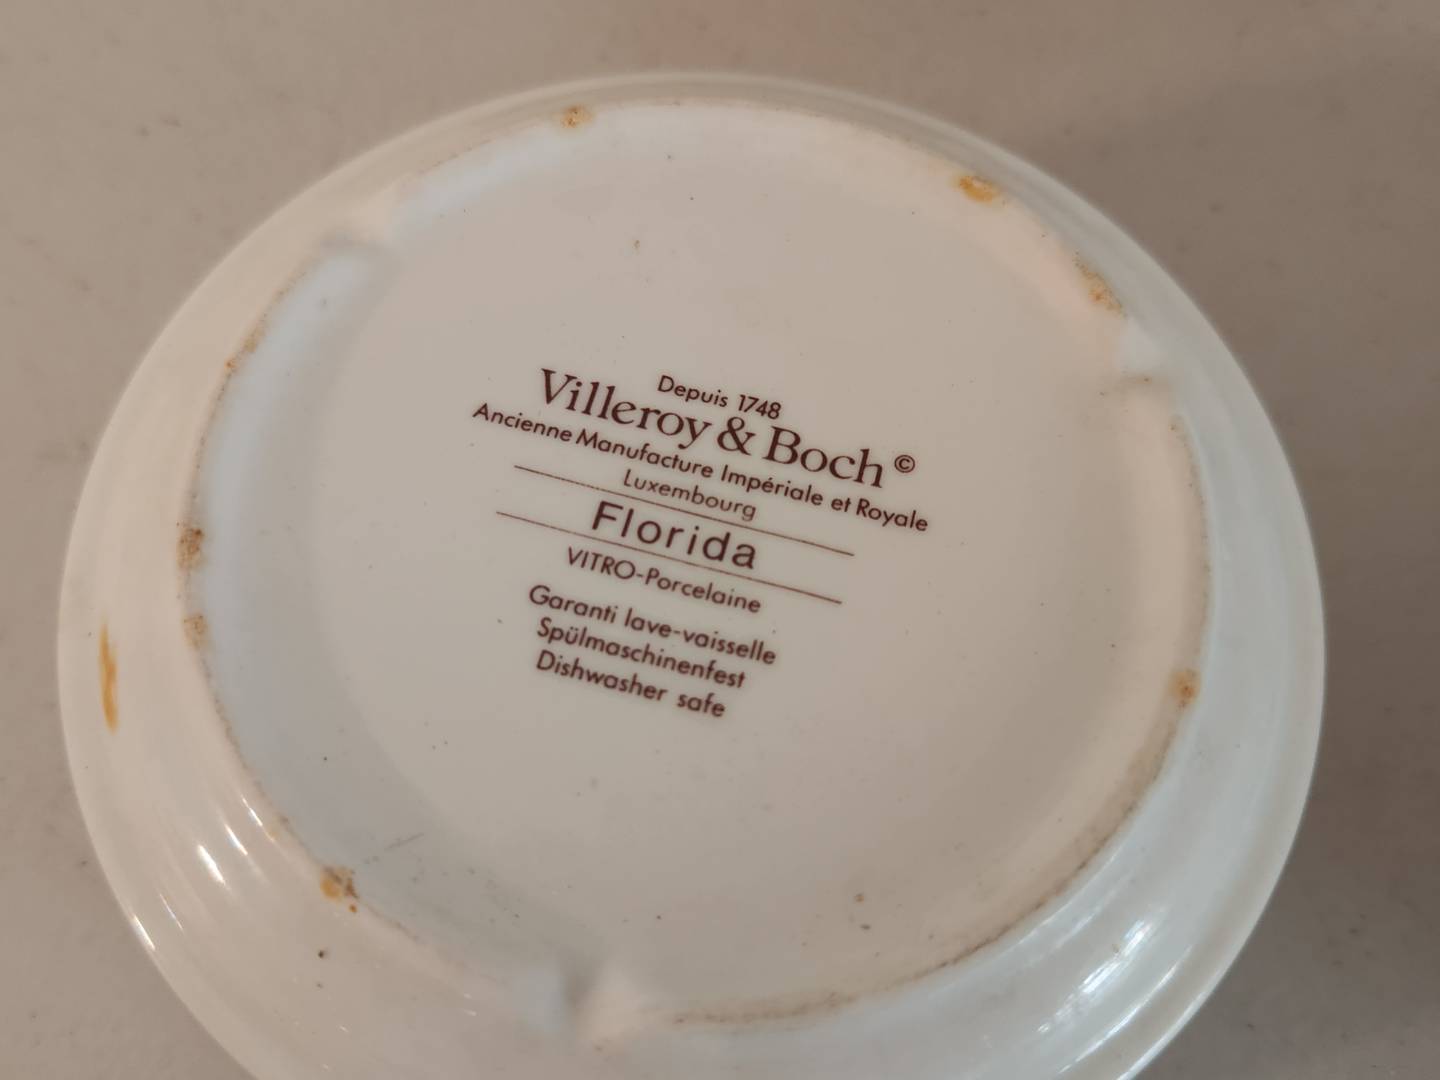 Depuis 1748
Villeroy & Boch ©
Ancienne Manufacture Impériale et Royale
Luxembourg
Florida
VITRO-Porcelaine
Garanti lave-vaisselle
Spülmaschinenfest
Dishwasher safe